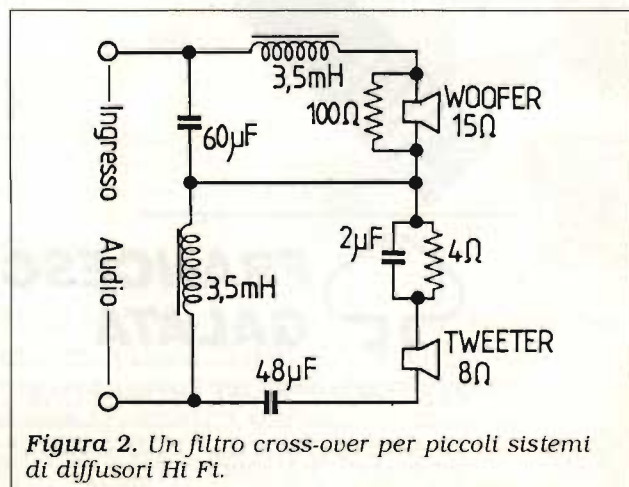 3,5mH
100Ω
WOOFER
15Ω
60μF
Ingresso
Audio
2μF
4Ω
3,5mH
TWEETER
8Ω
48μF
Figura 2. Un filtro cross-over per piccoli sistemi
di diffusori Hi Fi.